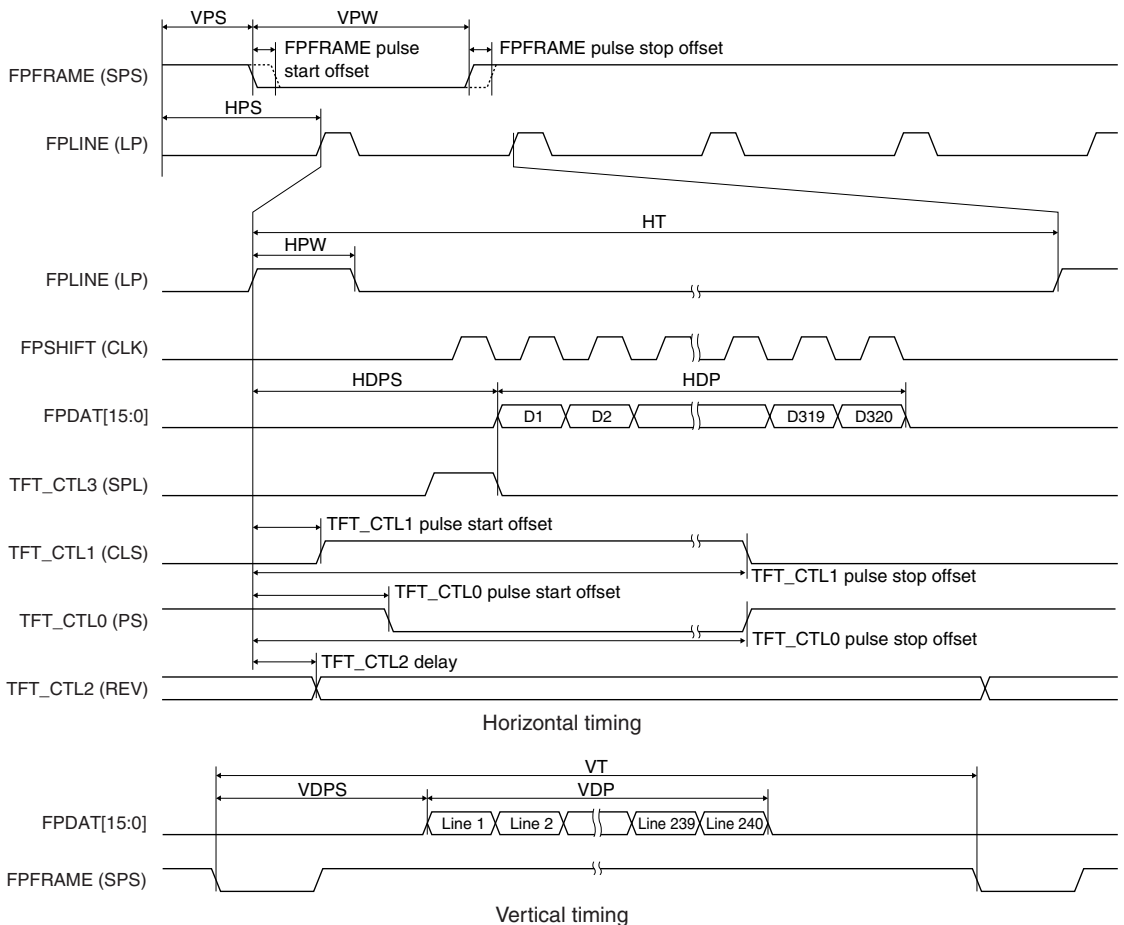 VPS VPW
FPFRAME pulse start offset
FPFRAME pulse stop offset
FPFRAME (SPS)
HPS
FPLINE (LP)
HT
HPW
FPLINE (LP)
FPSHIFT (CLK)
HDPS HDP
FPDAT[15:0] D1 D2 D319 D320
TFT_CTL3 (SPL)
TFT_CTL1 pulse start offset
TFT_CTL1 (CLS)
TFT_CTL1 pulse stop offset
TFT_CTL0 pulse start offset
TFT_CTL0 (PS)
TFT_CTL0 pulse stop offset
TFT_CTL2 delay
TFT_CTL2 (REV)
Horizontal timing
VT
VDPS VDP
FPDAT[15:0] Line 1 Line 2 Line 239 Line 240
FPFRAME (SPS)
Vertical timing